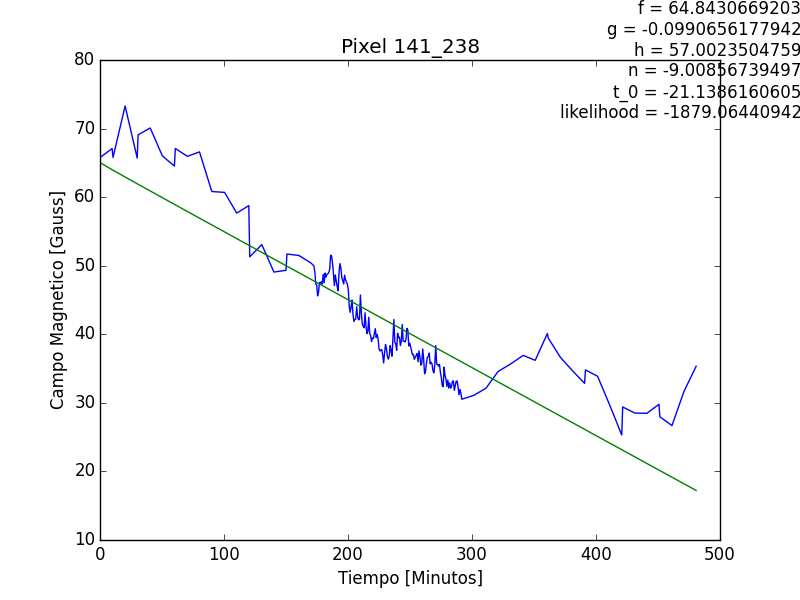 f = 64.8430669203
g = -0.0990656177942
h = 57.0023504759
n = -9.00856739497
t_0 = -21.1386160605
likelihood = -1879.06440942
Pixel 141_238
80
70
60
50
40
30
20
10
Campo Magnetico [Gauss]
0 100 200 300 400 500
Tiempo [Minutos]